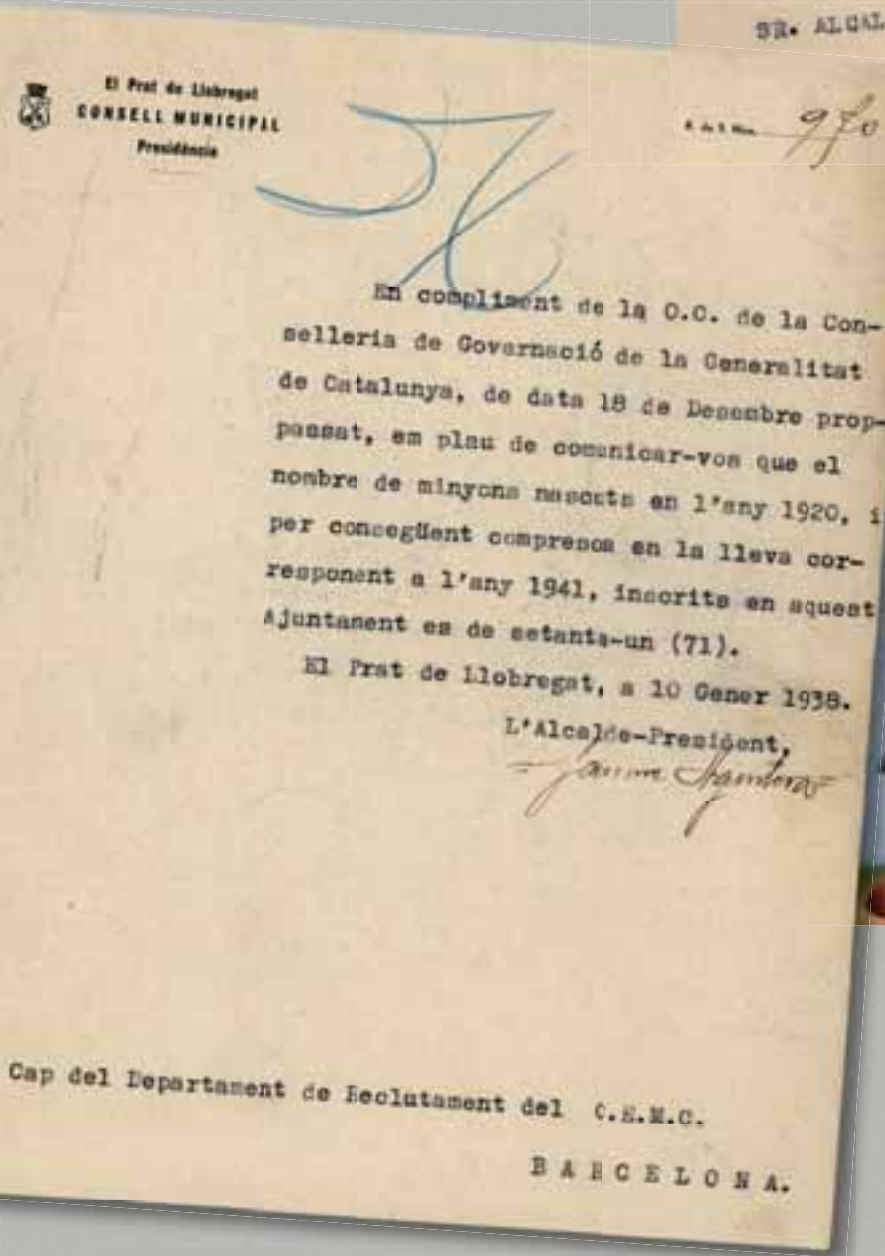 SR. ALCAL
El Prat de Llobregat
CONSELL MUNICIPAL
Presidència
970
En compliment de la O.C. de la Con-
selleria de Governació de la Generalitat
de Catalunya, de data 18 de Desembre prop-
passat, em plau de comunicar-vos que el
nombre de minyons nascuts en l'any 1920, i
per consegüent compresos en la lleva cor-
responent a l'any 1941, inscrits en aquest
Ajuntament es de setanta-un (71).
El Prat de Llobregat, a 10 Gener 1938.
L'Alcalde-President,
Jaume
Cap del Departament de Reclutament del C.E.M.C.
BARCELONA.